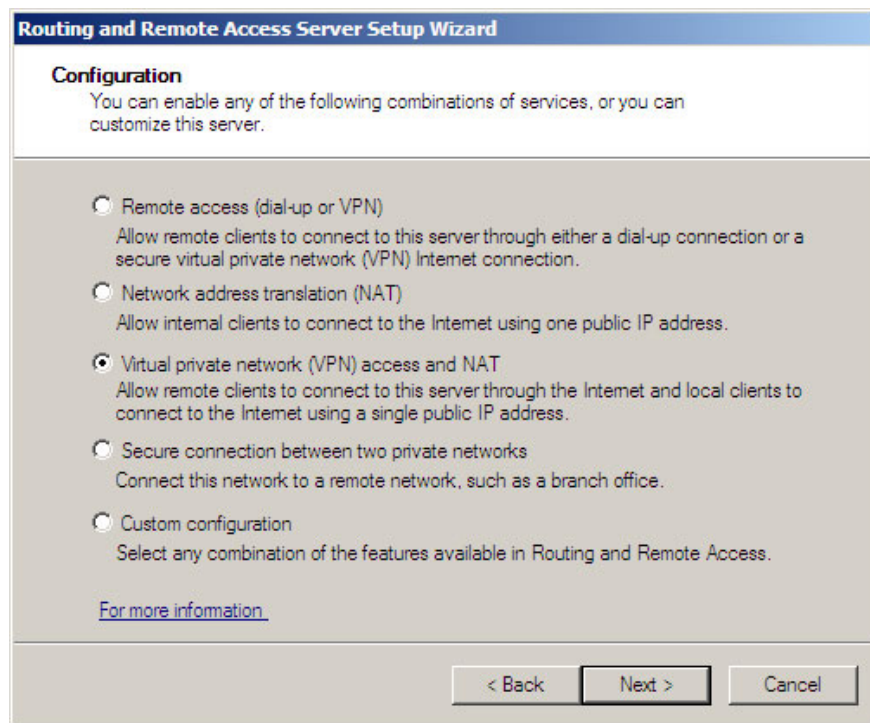 Routing and Remote Access Server Setup Wizard
Configuration
You can enable any of the following combinations of services, or you can
customize this server.
Remote access (dial-up or VPN)
Allow remote clients to connect to this server through either a dial-up connection or a
secure virtual private network (VPN) Internet connection.
Network address translation (NAT)
Allow internal clients to connect to the Internet using one public IP address.
Virtual private network (VPN) access and NAT
Allow remote clients to connect to this server through the Internet and local clients to
connect to the Internet using a single public IP address.
Secure connection between two private networks
Connect this network to a remote network, such as a branch office.
Custom configuration
Select any combination of the features available in Routing and Remote Access.
For more information
< Back Next > Cancel